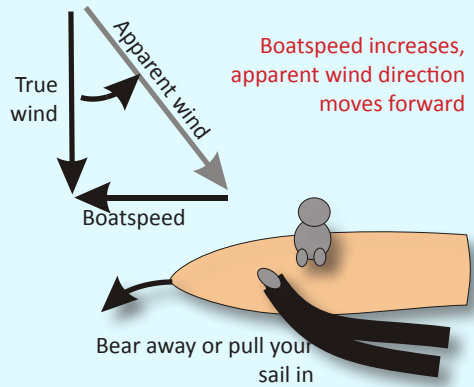 True
wind
Apparent wind
Boatspeed
Boatspeed increases,
apparent wind direction
moves forward
Bear away or pull your
sail in